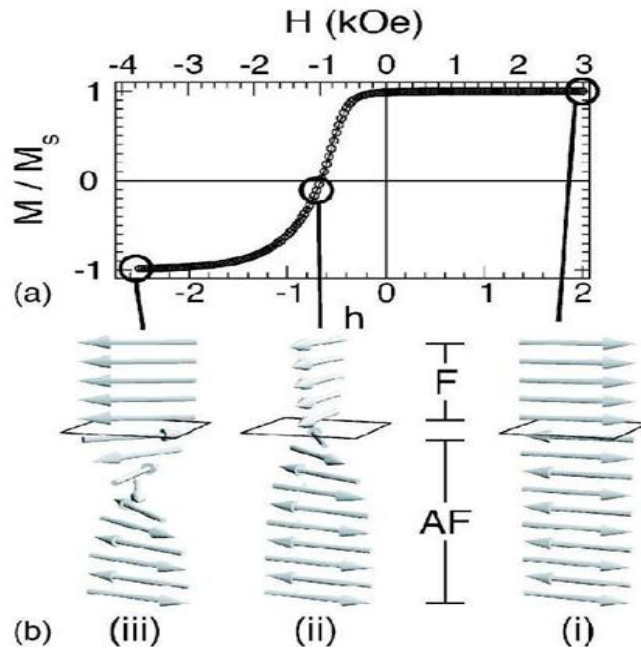 H (kOe)
-4 -3 -2 -1 0 1 2 3
M / Ms
1
0
-1
(a)
-2 -1 0 1 2
h
F
AF
(b) (iii) (ii) (i)